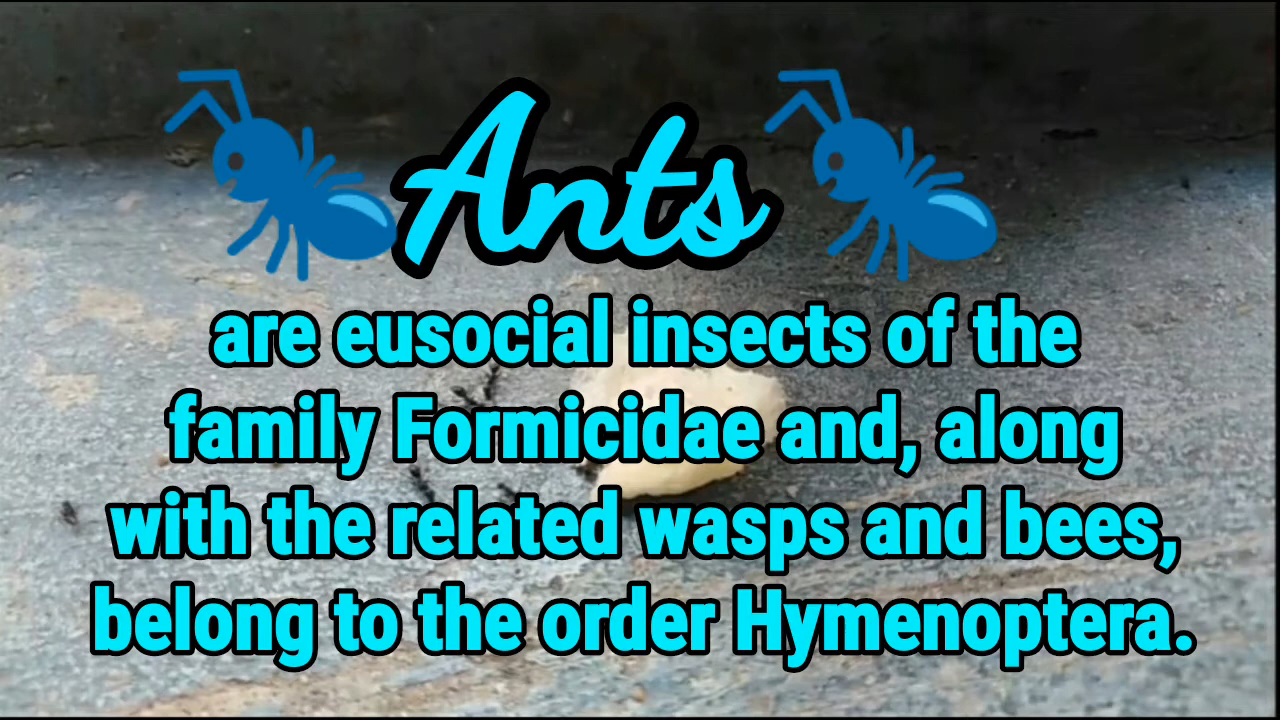 Ants
are eusocial insects of the
family Formicidae and, along
with the related wasps and bees,
belong to the order Hymenoptera.